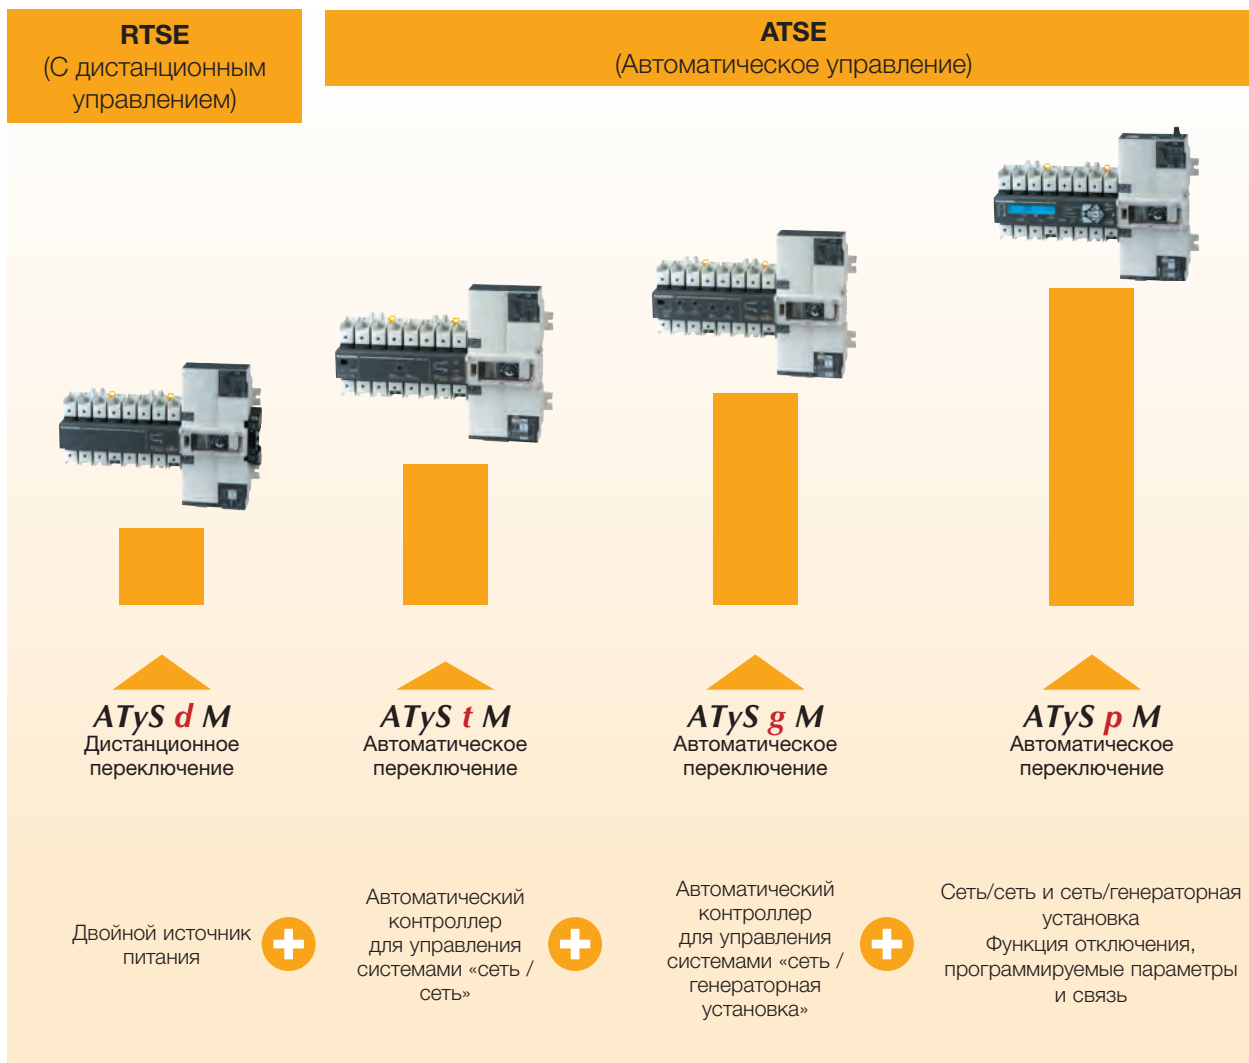 RTSE
(С дистанционным
управлением)
ATSE
(Автоматическое управление)
ATyS d M
Дистанционное
переключение
ATyS t M
Автоматическое
переключение
ATyS g M
Автоматическое
переключение
ATyS p M
Автоматическое
переключение
Двойной источник
питания
Автоматический
контроллер
для управления
системами «сеть /
сеть»
Автоматический
контроллер
для управления
системами «сеть /
генераторная
установка»
Сеть/сеть и сеть/генераторная
установка
Функция отключения,
программируемые параметры
и связь